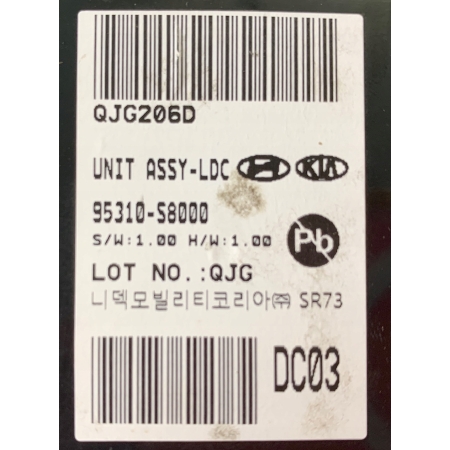 QJG206D
UNIT ASSY-LDC KIA
95310-S8000
S/W:1.00 H/W:1.00 Pb
LOT NO.:QJG
니덱모빌리티코리아㈜ SR73
DC03